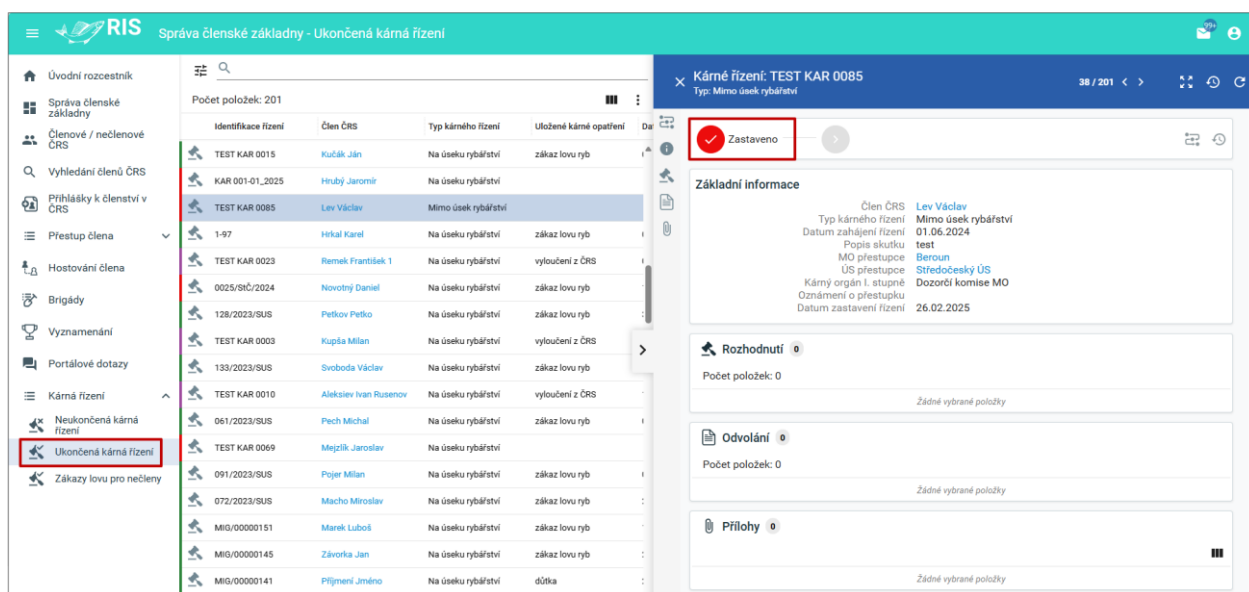 RIS
Správa členské základny - Ukončená kárná řízení
99+
Úvodní rozcestník
Správa členské
základny
Členové / nečlenové
ČRS
Vyhledání členů ČRS
Přihlášky k členství v
ČRS
Přestup člena
Hostování člena
Brigády
Vyznamenání
Portálové dotazy
Kárná řízení
Neukončená kárná
řízení
Ukončená kárná řízení
Zákazy lovu pro nečleny
Počet položek: 201
Identifikace řízení Člen ČRS Typ kárného řízení Uložené kárné opatření
TEST KAR 0015 Kučák Ján Na úseku rybářství zákaz lovu ryb
KAR 001-01_2025 Hrubý Jaromír Na úseku rybářství
TEST KAR 0085 Lev Václav Mimo úsek rybářství
1-97 Hrkal Karel Na úseku rybářství zákaz lovu ryb
TEST KAR 0023 Remek František 1 Na úseku rybářství vyloučení z ČRS
0025/StČ/2024 Novotný Daniel Na úseku rybářství zákaz lovu ryb
128/2023/SUS Petkov Petko Na úseku rybářství zákaz lovu ryb
TEST KAR 0003 Kupša Milan Na úseku rybářství vyloučení z ČRS
133/2023/SUS Svoboda Václav Na úseku rybářství zákaz lovu ryb
TEST KAR 0010 Aleksiev Ivan Rusenov Na úseku rybářství vyloučení z ČRS
061/2023/SUS Pech Michal Na úseku rybářství zákaz lovu ryb
TEST KAR 0069 Mejzlík Jaroslav Na úseku rybářství
091/2023/SUS Pojer Milan Na úseku rybářství zákaz lovu ryb
072/2023/SUS Macho Miroslav Na úseku rybářství zákaz lovu ryb
MIG/00000151 Marek Luboš Na úseku rybářství zákaz lovu ryb
MIG/00000145 Závorka Jan Na úseku rybářství zákaz lovu ryb
MIG/00000141 Příjmení Jméno Na úseku rybářství důtka
Kárné řízení: TEST KAR 0085
Typ: Mimo úsek rybářství
38 / 201
Zastaveno
Základní informace
Člen ČRS Lev Václav
Typ kárného řízení Mimo úsek rybářství
Datum zahájení řízení 01.06.2024
Popis skutku test
MO přestupce Beroun
ÚS přestupce Středočeský ÚS
Kárný orgán I. stupně Dozorčí komise MO
Oznámení o přestupku
Datum zastavení řízení 26.02.2025
Rozhodnutí 0
Počet položek: 0
Žádné vybrané položky
Odvolání 0
Počet položek: 0
Žádné vybrané položky
Přílohy 0
Žádné vybrané položky